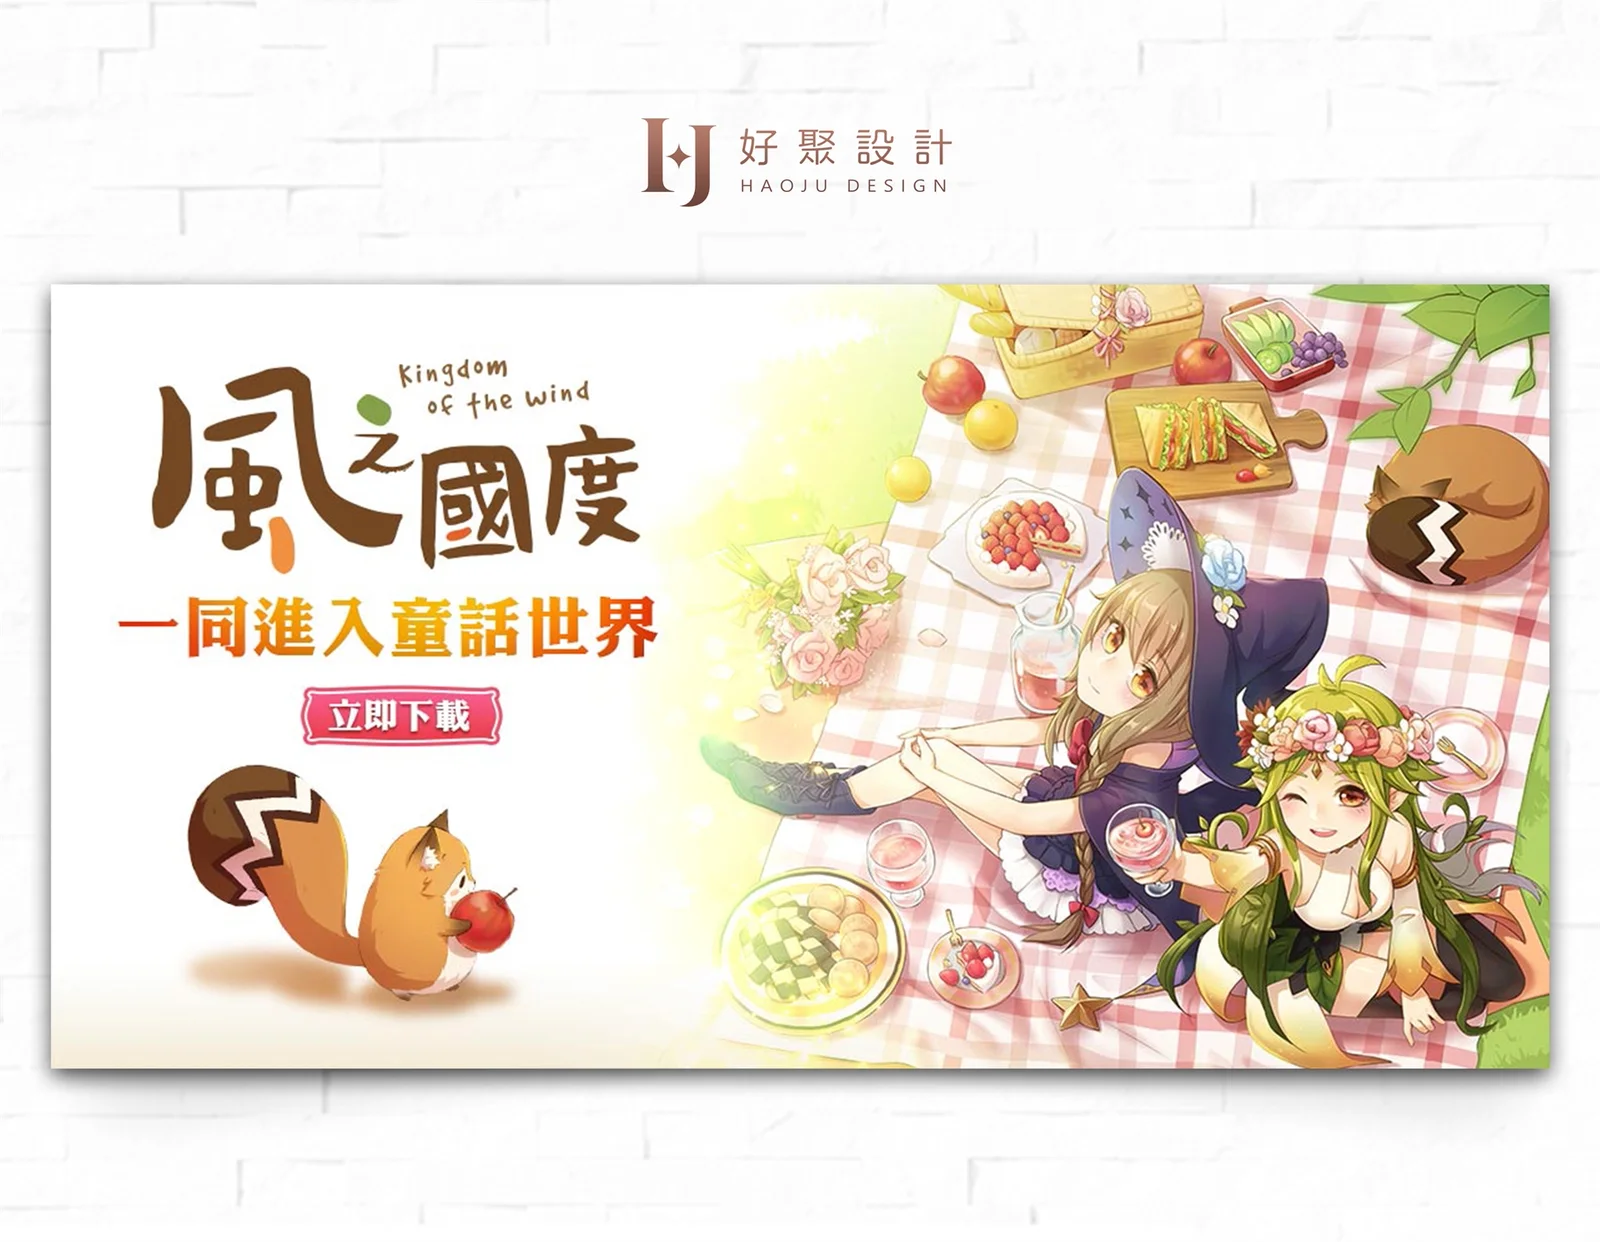 好聚設計
HAOJU DESIGN
Kingdom
of the wind
風之國度
一同進入童話世界
立即下載